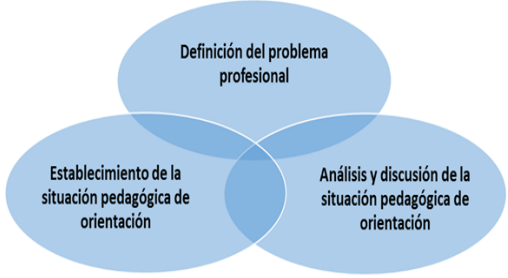 Definición del problema
profesional
Establecimiento de la
situación pedagógica de
orientación
Análisis y discusión de la
situación pedagógica de
orientación